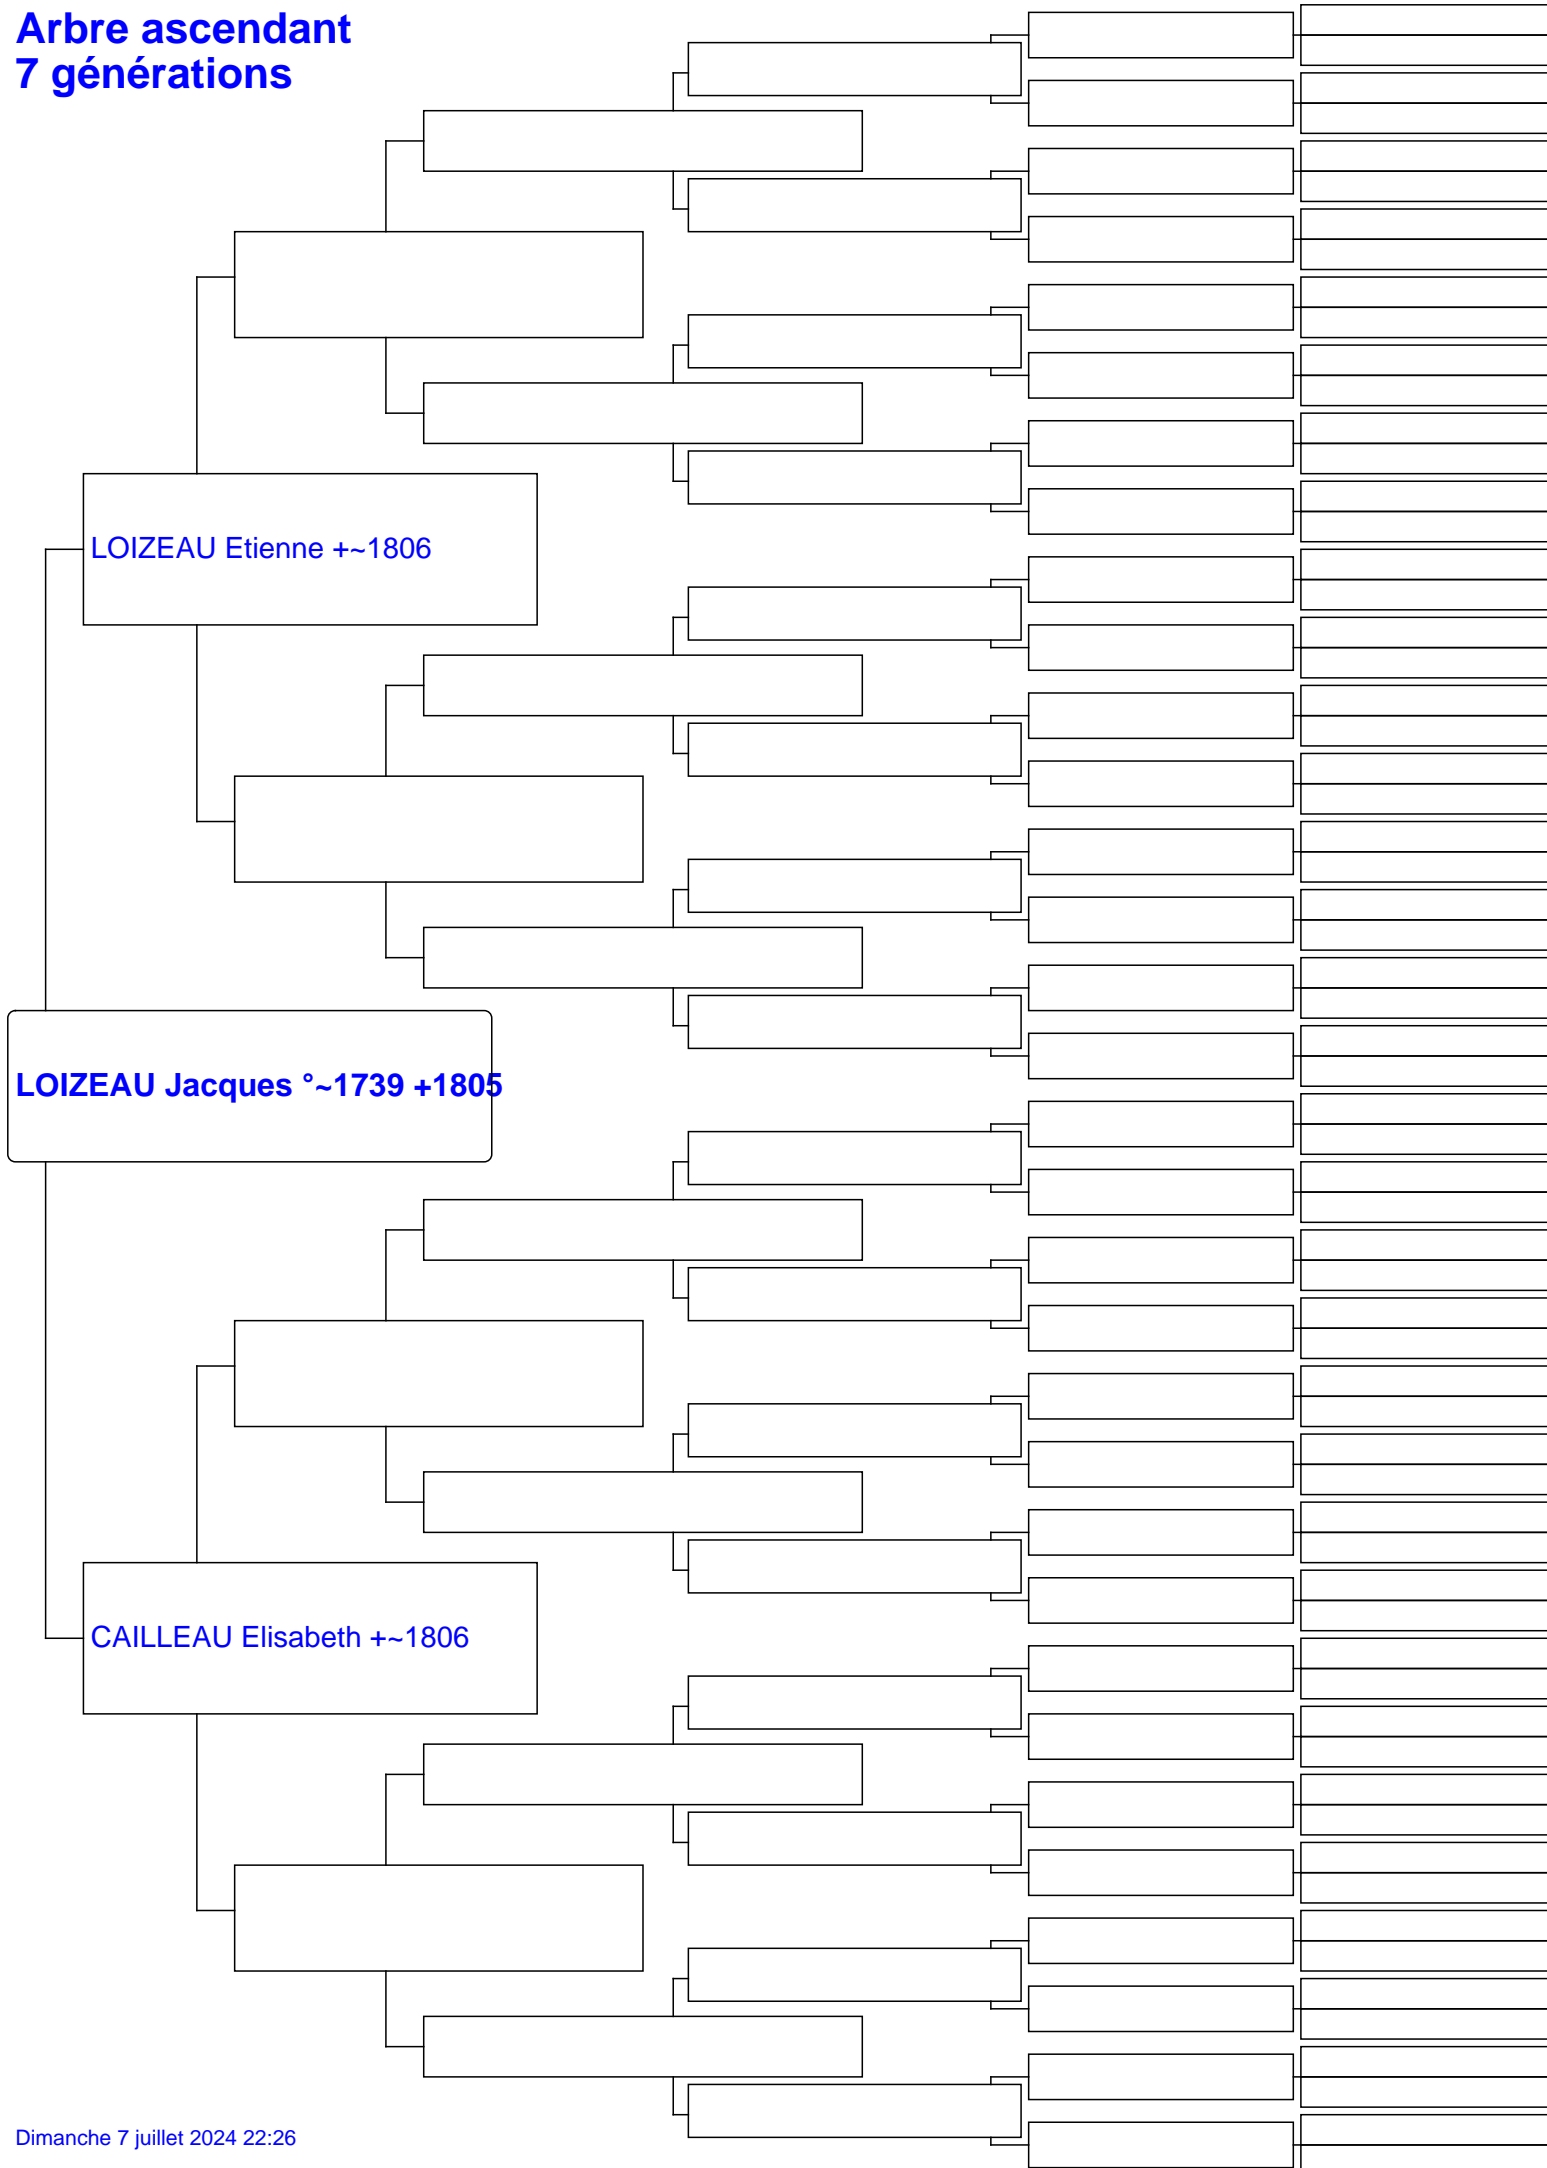 Arbre ascendant
7 générations
LOIZEAU Etienne +~1806
LOIZEAU Jacques °~1739 +1805
CAILLEAU Elisabeth +~1806
Dimanche 7 juillet 2024 22:26